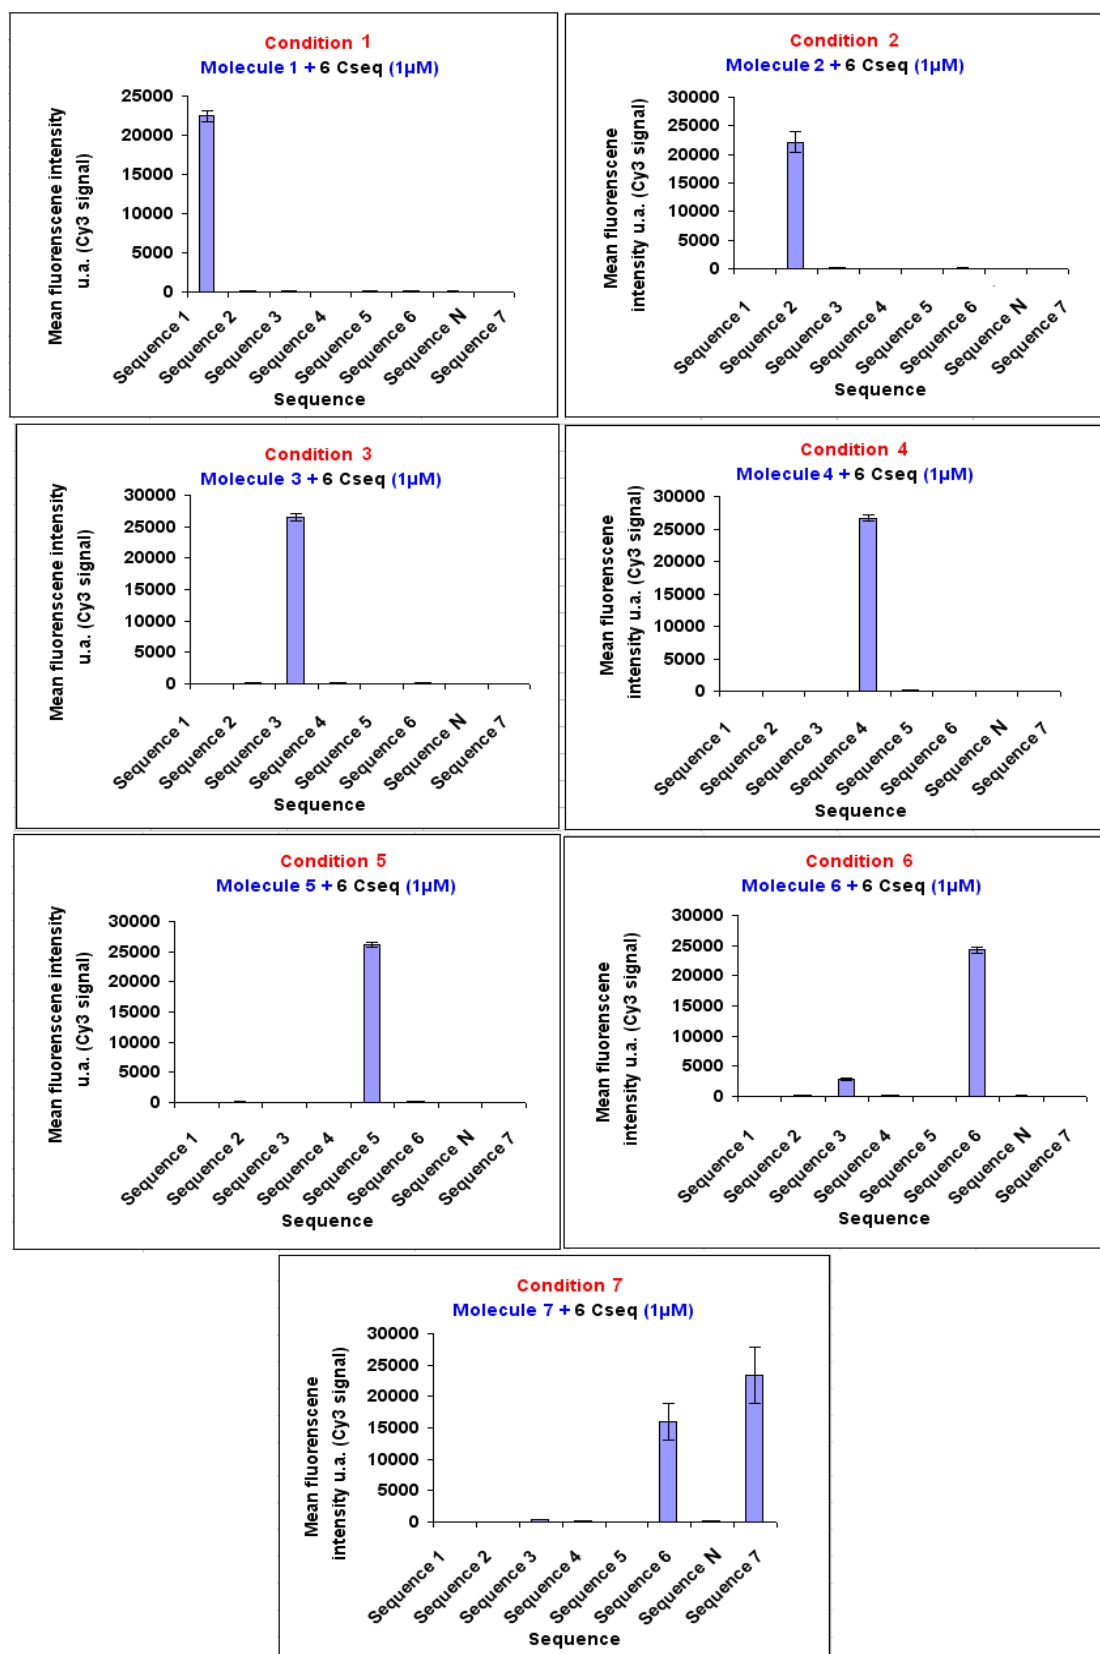 Condition 1
Molecule 1 + 6 Cseq (1µM)
Mean fluorenscene intensity
u.a. (Cy3 signal)
25000
20000
15000
10000
5000
0
Sequence 1
Sequence 2
Sequence 3
Sequence 4
Sequence 5
Sequence 6
Sequence N
Sequence 7
Sequence
Condition 2
Molecule 2 + 6 Cseq (1µM)
Mean fluorenscene
intensity u.a. (Cy3 signal)
30000
25000
20000
15000
10000
5000
0
Sequence 1
Sequence 2
Sequence 3
Sequence 4
Sequence 5
Sequence 6
Sequence N
Sequence 7
Sequence
Condition 3
Molecule 3 + 6 Cseq (1µM)
Mean fluorenscene intensity
u.a. (Cy3 signal)
30000
25000
20000
15000
10000
5000
0
Sequence 1
Sequence 2
Sequence 3
Sequence 4
Sequence 5
Sequence 6
Sequence N
Sequence 7
Sequence
Condition 4
Molecule 4 + 6 Cseq (1µM)
Mean fluorenscene
intensity u.a. (Cy3 signal)
30000
25000
20000
15000
10000
5000
0
Sequence 1
Sequence 2
Sequence 3
Sequence 4
Sequence 5
Sequence 6
Sequence N
Sequence 7
Sequence
Condition 5
Molecule 5 + 6 Cseq (1µM)
Mean fluorenscene intensity
u.a. (Cy3 signal)
30000
25000
20000
15000
10000
5000
0
Sequence 1
Sequence 2
Sequence 3
Sequence 4
Sequence 5
Sequence 6
Sequence N
Sequence 7
Sequence
Condition 6
Molecule 6 + 6 Cseq (1µM)
Mean fluorenscene
intensity u.a. (Cy3 signal)
30000
25000
20000
15000
10000
5000
0
Sequence 1
Sequence 2
Sequence 3
Sequence 4
Sequence 5
Sequence 6
Sequence N
Sequence 7
Sequence
Condition 7
Molecule 7 + 6 Cseq (1µM)
Mean fluorenscene
intensity u.a. (Cy3 signal)
30000
25000
20000
15000
10000
5000
0
Sequence 1
Sequence 2
Sequence 3
Sequence 4
Sequence 5
Sequence 6
Sequence N
Sequence 7
Sequence